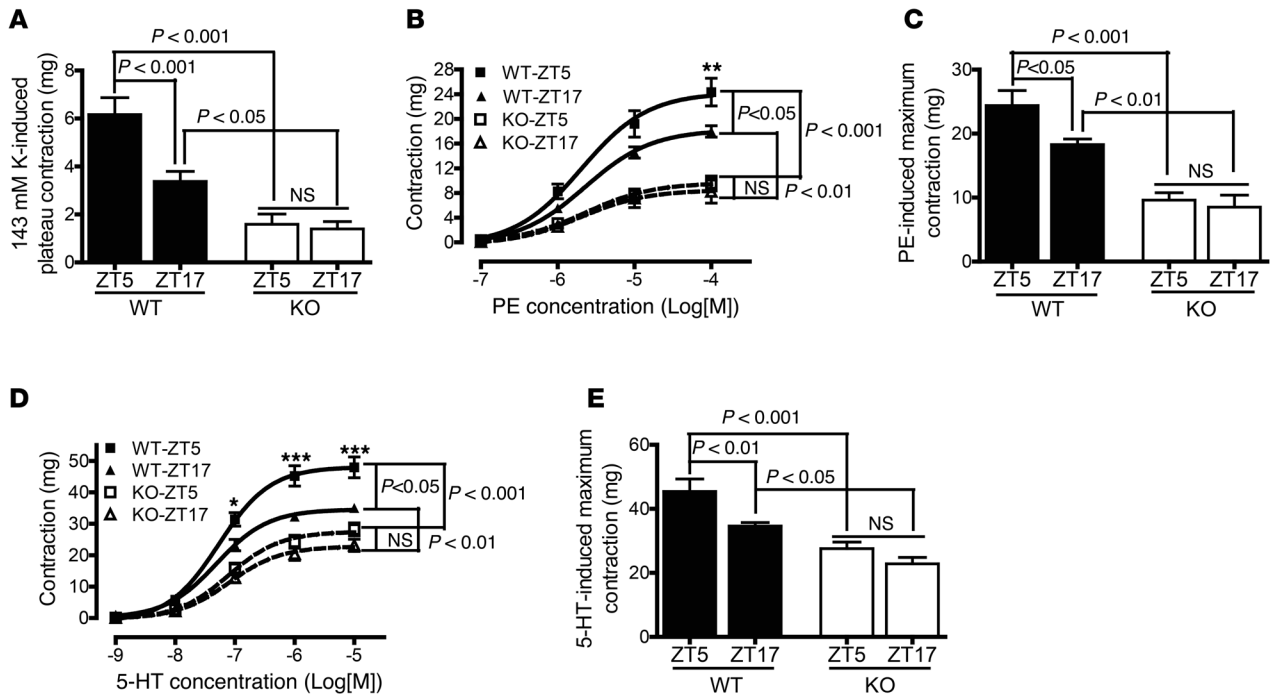 A
143 mM K-induced
plateau contraction (mg)
8
6
4
2
0
P < 0.001
P < 0.001
P < 0.05
NS
ZT5 ZT17 ZT5 ZT17
WT KO
B
Contraction (mg)
28
24
20
16
12
8
4
0
WT-ZT5
WT-ZT17
KO-ZT5
KO-ZT17
**
P<0.05
P < 0.001
NS
P < 0.01
-7 -6 -5 -4
PE concentration (Log[M])
C
PE-induced maximum
contraction (mg)
30
20
10
0
P < 0.001
P<0.05
P < 0.01
NS
ZT5 ZT17 ZT5 ZT17
WT KO
D
Contraction (mg)
50
40
30
20
10
0
WT-ZT5
WT-ZT17
KO-ZT5
KO-ZT17
*
***
***
P<0.05
P < 0.001
NS
P < 0.01
-9 -8 -7 -6 -5
5-HT concentration (Log[M])
E
5-HT-induced maximum
contraction (mg)
60
40
20
0
P < 0.001
P < 0.01
P < 0.05
NS
ZT5 ZT17 ZT5 ZT17
WT KO